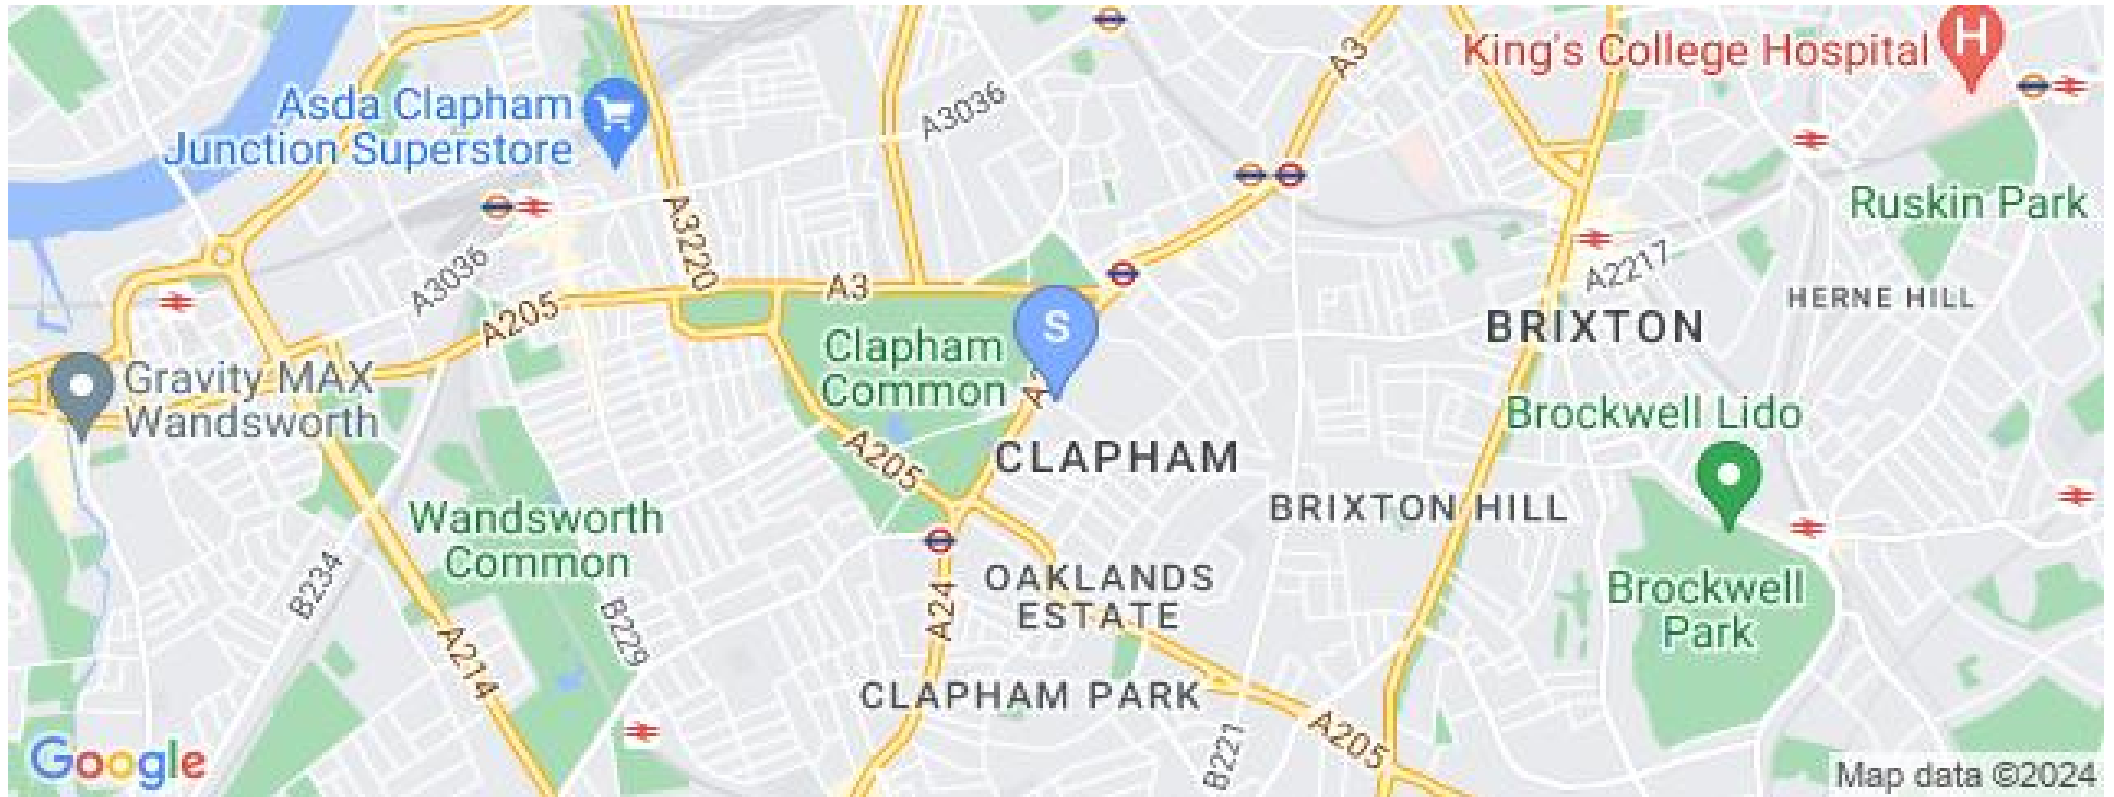 A3
King's College Hospital
H
Asda Clapham
Junction Superstore
A3036
Ruskin Park
A3220
A3036
A2217
A205
A3
HERNE HILL
S
BRIXTON
Clapham
Common
Gravity MAX
Wandsworth
Brockwell Lido
A205
CLAPHAM
BRIXTON HILL
Wandsworth
Common
B234
OAKLANDS
ESTATE
A24
B229
Brockwell
Park
A214
CLAPHAM PARK
B221
A205
Google
Map data ©2024